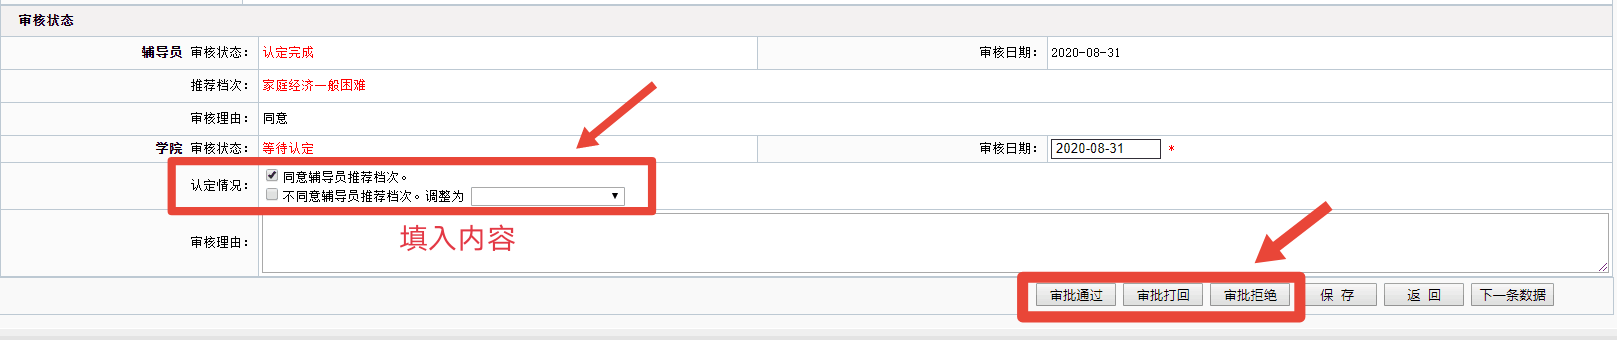 审核状态
辅导员 审核状态： 认定完成 审核日期： 2020-08-31
推荐档次： 家庭经济一般困难
审核理由： 同意
学院 审核状态： 等待认定 审核日期： 2020-08-31 *
认定情况： 同意辅导员推荐档次。
不同意辅导员推荐档次。调整为
填入内容
审核理由：
审批通过 审批打回 审批拒绝 保 存 返 回 下一条数据